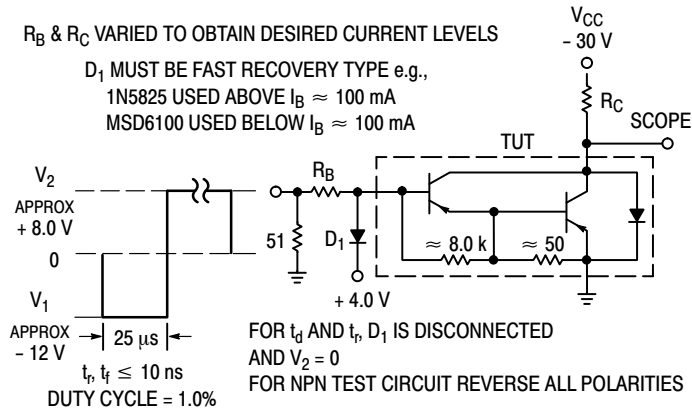 R_B & R_C VARIED TO OBTAIN DESIRED CURRENT LEVELS
D_1 MUST BE FAST RECOVERY TYPE e.g.,
1N5825 USED ABOVE I_B ≈ 100 mA
MSD6100 USED BELOW I_B ≈ 100 mA
V_CC
– 30 V
R_C
SCOPE
TUT
R_B
V_2
APPROX
+ 8.0 V
0
51
D_1
≈ 8.0 k
≈ 50
+ 4.0 V
V_1
APPROX
– 12 V
25 μs
t_r, t_f ≤ 10 ns
DUTY CYCLE = 1.0%
FOR t_d AND t_r, D_1 IS DISCONNECTED
AND V_2 = 0
FOR NPN TEST CIRCUIT REVERSE ALL POLARITIES